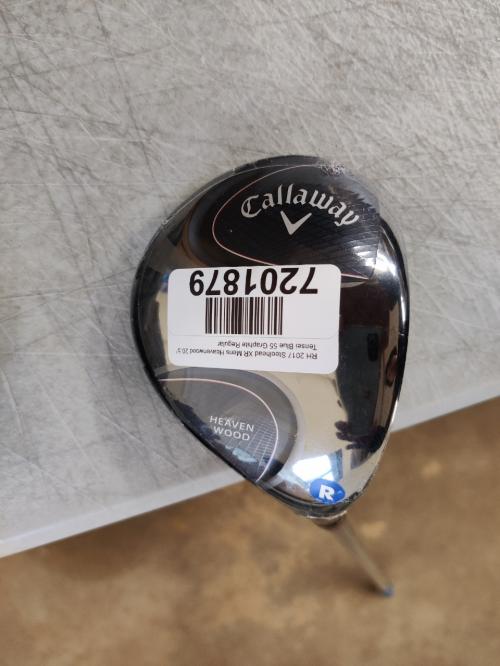 Callaway
7201879
RH 2017 Steelhead XR Mens Heavenwood 20.5°
Tensei Blue 55 Graphite Regular
HEAVEN
WOOD
R